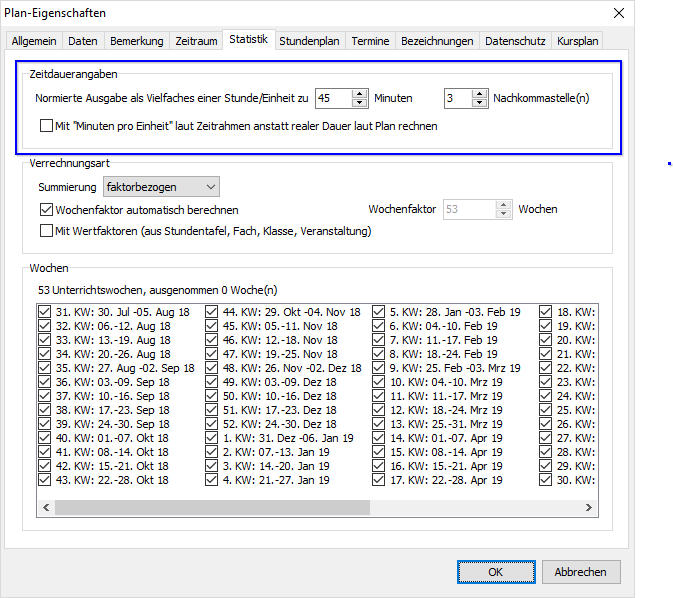 Plan-Eigenschaften
Allgemein Daten Bemerkung Zeitraum Statistik Stundenplan Termine Bezeichnungen Datenschutz Kursplan
Zeitdauerangaben
Normierte Ausgabe als Vielfaches einer Stunde/Einheit zu 45 Minuten 3 Nachkommastelle(n)
Mit "Minuten pro Einheit" laut Zeitrahmen anstatt realer Dauer laut Plan rechnen
Verrechnungsart
Summierung faktorbezogen
Wochenfaktor automatisch berechnen Wochenfaktor 53 Wochen
Mit Wertfaktoren (aus Stundentafel, Fach, Klasse, Veranstaltung)
Wochen
53 Unterrichtswochen, ausgenommen 0 Woche(n)
31. KW: 30. Jul -05. Aug 18 44. KW: 29. Okt -04. Nov 18 5. KW: 28. Jan -03. Feb 19 18. KW:
32. KW: 06.-12. Aug 18 45. KW: 05.-11. Nov 18 6. KW: 04.-10. Feb 19 19. KW:
33. KW: 13.-19. Aug 18 46. KW: 12.-18. Nov 18 7. KW: 11.-17. Feb 19 20. KW:
34. KW: 20.-26. Aug 18 47. KW: 19.-25. Nov 18 8. KW: 18.-24. Feb 19 21. KW:
35. KW: 27. Aug -02. Sep 18 48. KW: 26. Nov -02. Dez 18 9. KW: 25. Feb -03. Mrz 19 22. KW:
36. KW: 03.-09. Sep 18 49. KW: 03.-09. Dez 18 10. KW: 04.-10. Mrz 19 23. KW:
37. KW: 10.-16. Sep 18 50. KW: 10.-16. Dez 18 11. KW: 11.-17. Mrz 19 24. KW:
38. KW: 17.-23. Sep 18 51. KW: 17.-23. Dez 18 12. KW: 18.-24. Mrz 19 25. KW:
39. KW: 24.-30. Sep 18 52. KW: 24.-30. Dez 18 13. KW: 25.-31. Mrz 19 26. KW:
40. KW: 01.-07. Okt 18 1. KW: 31. Dez -06. Jan 19 14. KW: 01.-07. Apr 19 27. KW:
41. KW: 08.-14. Okt 18 2. KW: 07.-13. Jan 19 15. KW: 08.-14. Apr 19 28. KW:
42. KW: 15.-21. Okt 18 3. KW: 14.-20. Jan 19 16. KW: 15.-21. Apr 19 29. KW:
43. KW: 22.-28. Okt 18 4. KW: 21.-27. Jan 19 17. KW: 22.-28. Apr 19 30. KW:
OK Abbrechen